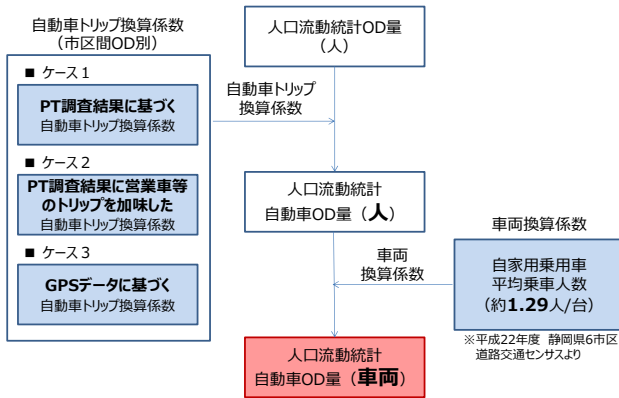 自動車トリップ換算係数
（市区間OD別）
■ ケース１
PT調査結果に基づく
自動車トリップ換算係数
■ ケース２
PT調査結果に営業車等
のトリップを加味した
自動車トリップ換算係数
■ ケース３
GPSデータに基づく
自動車トリップ換算係数
人口流動統計OD量
（人）
自動車トリップ
換算係数
人口流動統計
自動車OD量（人）
車両
換算係数
車両換算係数
自家用乗用車
平均乗車人数
（約1.29人/台）
※平成22年度 静岡県6市区
道路交通センサスより
人口流動統計
自動車OD量（車両）